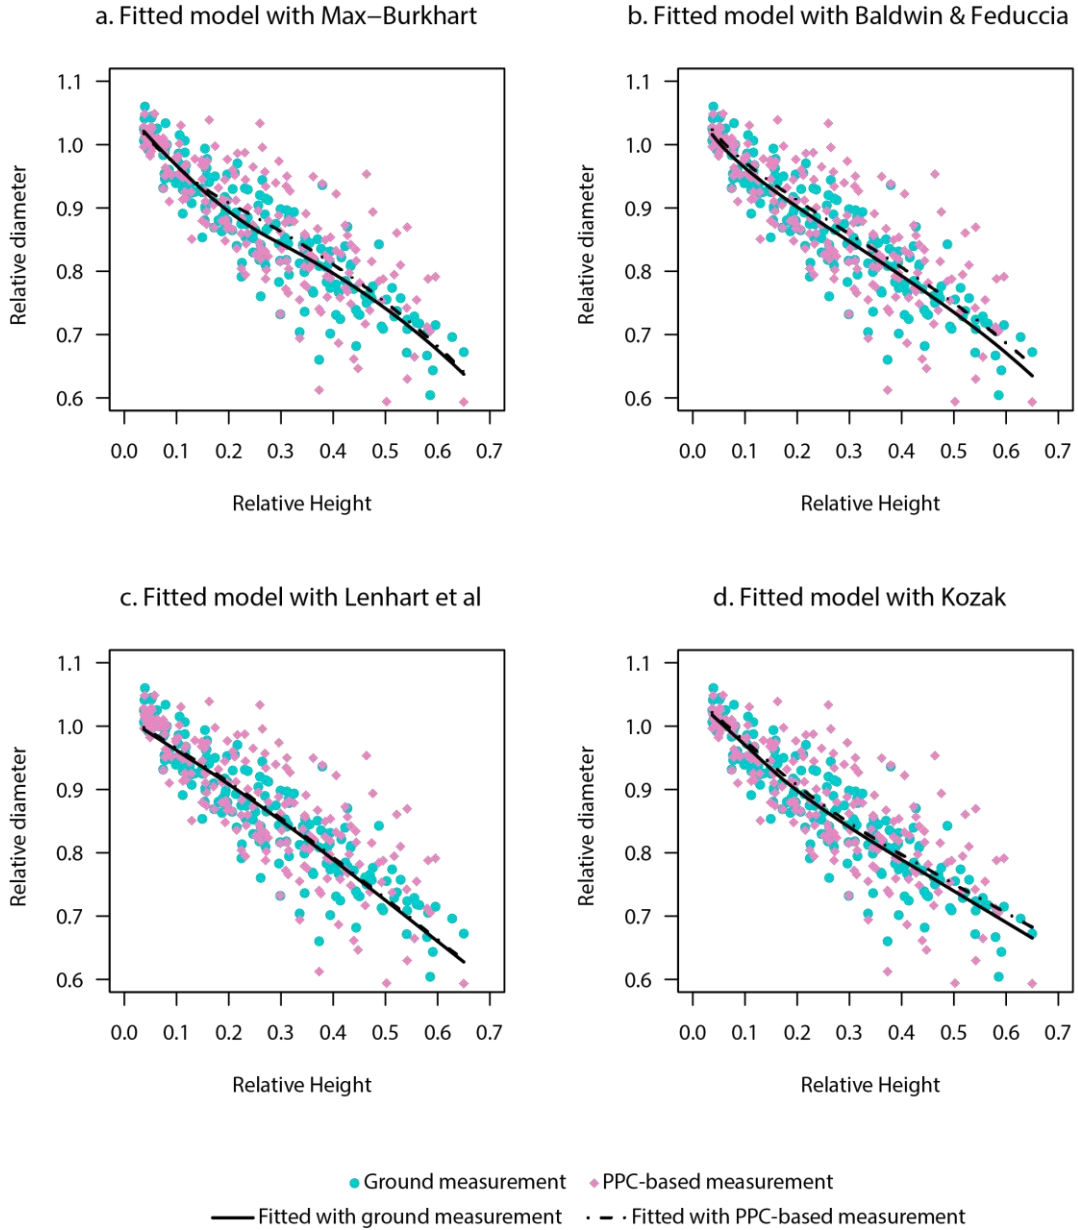 a. Fitted model with Max−Burkhart
b. Fitted model with Baldwin & Feduccia
Relative diameter
1.1
1.0
0.9
0.8
0.7
0.6
0.0 0.1 0.2 0.3 0.4 0.5 0.6 0.7
Relative Height
Relative diameter
1.1
1.0
0.9
0.8
0.7
0.6
0.0 0.1 0.2 0.3 0.4 0.5 0.6 0.7
Relative Height
c. Fitted model with Lenhart et al
d. Fitted model with Kozak
Relative diameter
1.1
1.0
0.9
0.8
0.7
0.6
0.0 0.1 0.2 0.3 0.4 0.5 0.6 0.7
Relative Height
Relative diameter
1.1
1.0
0.9
0.8
0.7
0.6
0.0 0.1 0.2 0.3 0.4 0.5 0.6 0.7
Relative Height
Ground measurement PPC-based measurement
Fitted with ground measurement Fitted with PPC-based measurement